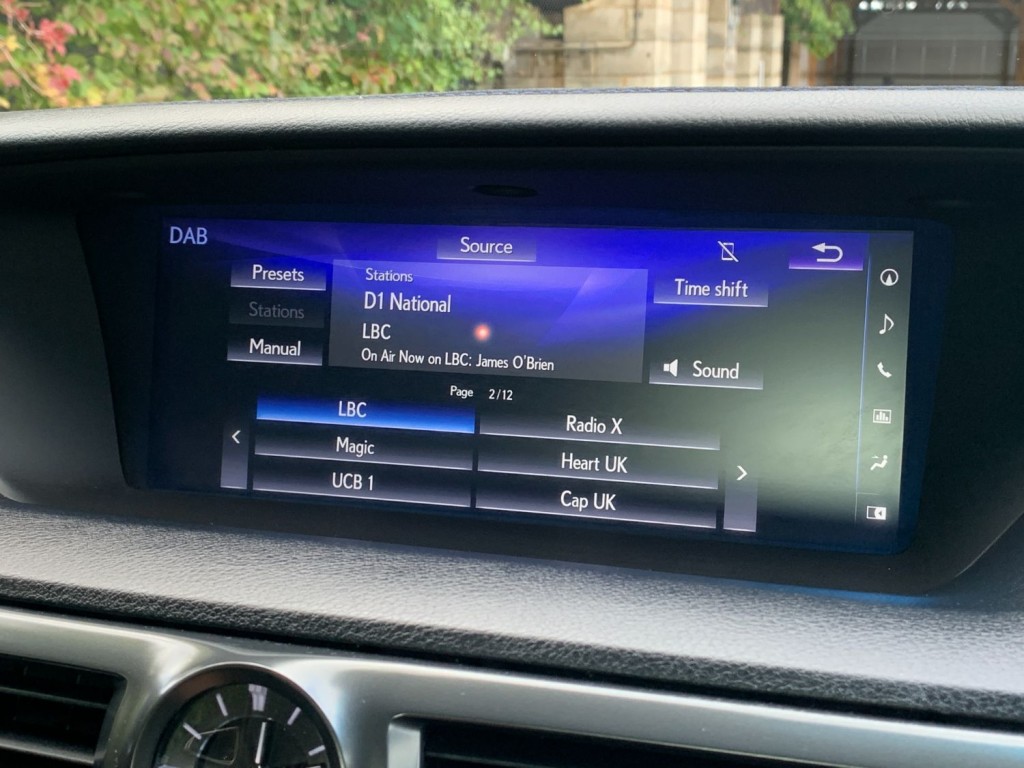 DAB
Source
Presets
Stations
Time shift
D1 National
Stations
LBC
Manual
On Air Now on LBC: James O'Brien
Sound
Page 2/12
LBC
Radio X
Magic
Heart UK
UCB 1
Cap UK